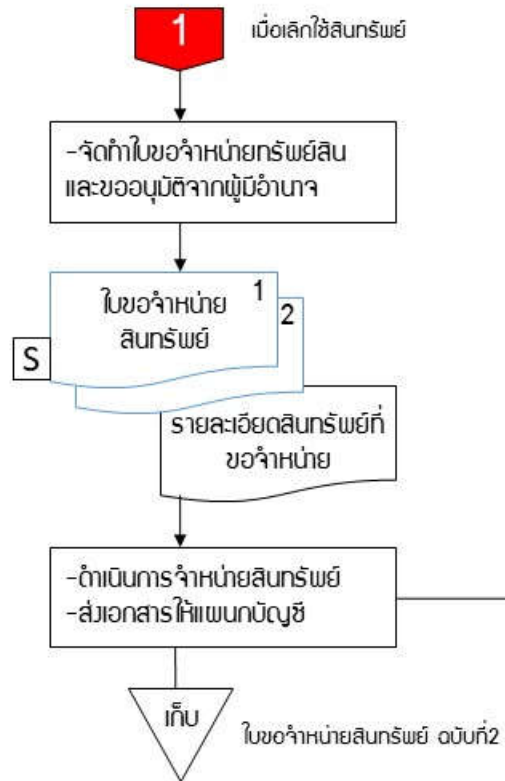 1
เมื่อเลิกใช้สินทรัพย์
-จัดทำใบขอจำหน่ายทรัพย์สิน
และขออนุมัติจากผู้มีอำนาจ
ใบขอจำหน่าย
สินทรัพย์
1
2
S
รายละเอียดสินทรัพย์ที่
ขอจำหน่าย
-ดำเนินการจำหน่ายสินทรัพย์
-ส่งเอกสารให้แผนกบัญชี
เก็บ
ใบขอจำหน่ายสินทรัพย์ ฉบับที่2